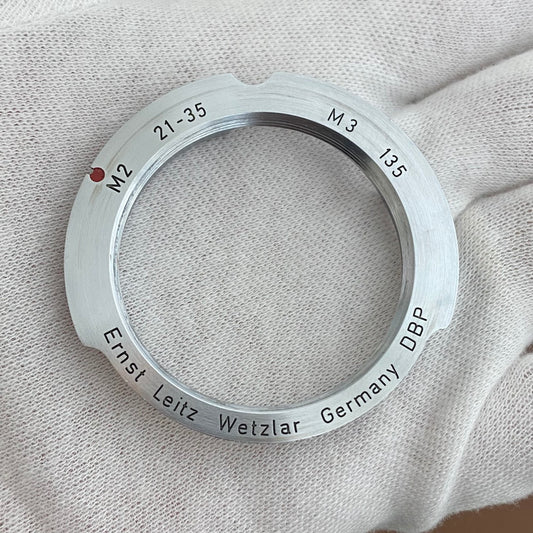 M2 21-35 M3 135
Ernst Leitz Wetzlar Germany DBP